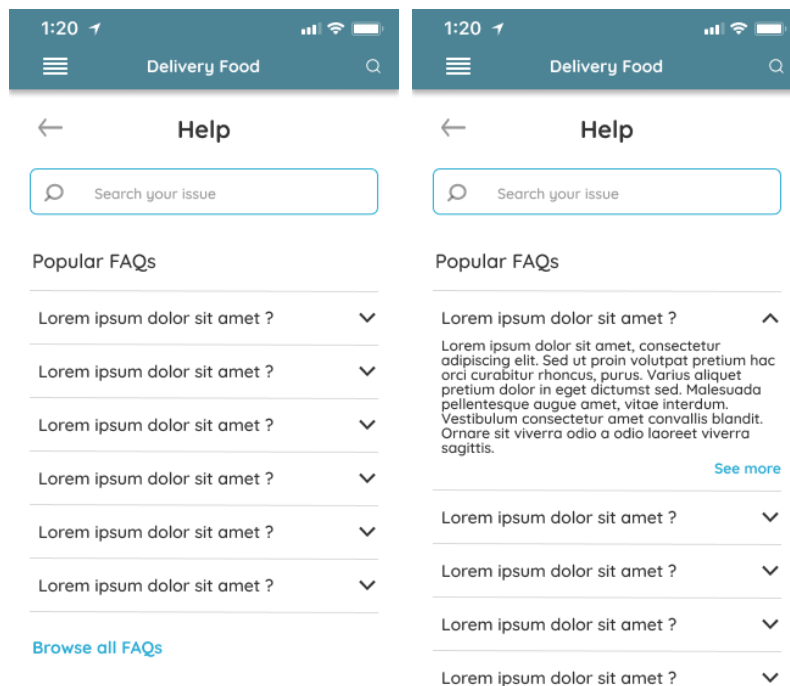 1:20
Delivery Food
Help
Search your issue
Popular FAQs
Lorem ipsum dolor sit amet ?
Lorem ipsum dolor sit amet ?
Lorem ipsum dolor sit amet ?
Lorem ipsum dolor sit amet ?
Lorem ipsum dolor sit amet ?
Lorem ipsum dolor sit amet ?
Browse all FAQs
1:20
Delivery Food
Help
Search your issue
Popular FAQs
Lorem ipsum dolor sit amet ?
Lorem ipsum dolor sit amet, consectetur
adipiscing elit. Sed ut proin volutpat pretium hac
orci curabitur rhoncus, purus. Varius aliquet
pretium dolor in eget dictumst sed. Malesuada
pellentesque augue amet, vitae interdum.
Vestibulum consectetur amet convallis blandit.
Ornare sit viverra odio a odio laoreet viverra
sagittis.
See more
Lorem ipsum dolor sit amet ?
Lorem ipsum dolor sit amet ?
Lorem ipsum dolor sit amet ?
Lorem ipsum dolor sit amet ?